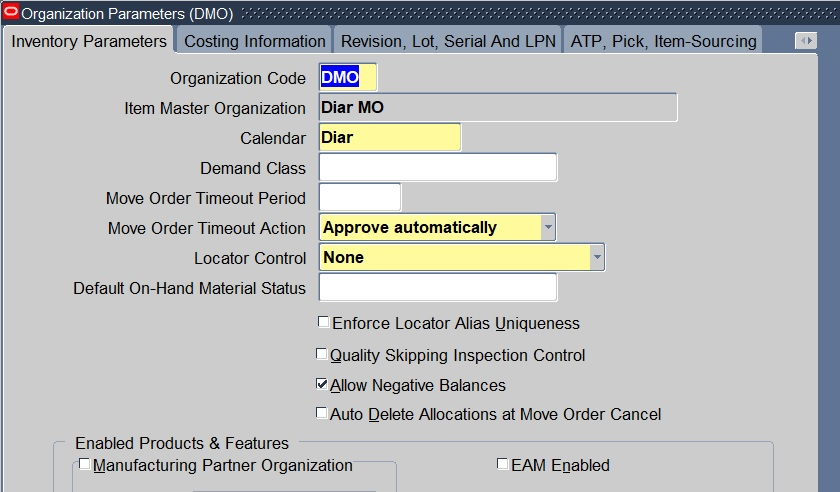 Organization Parameters (DMO)
Inventory Parameters Costing Information Revision, Lot, Serial And LPN ATP, Pick, Item-Sourcing
Organization Code DMO
Item Master Organization Diar MO
Calendar Diar
Demand Class
Move Order Timeout Period
Move Order Timeout Action Approve automatically
Locator Control None
Default On-Hand Material Status
Enforce Locator Alias Uniqueness
Quality Skipping Inspection Control
Allow Negative Balances
Auto Delete Allocations at Move Order Cancel
Enabled Products & Features
Manufacturing Partner Organization EAM Enabled